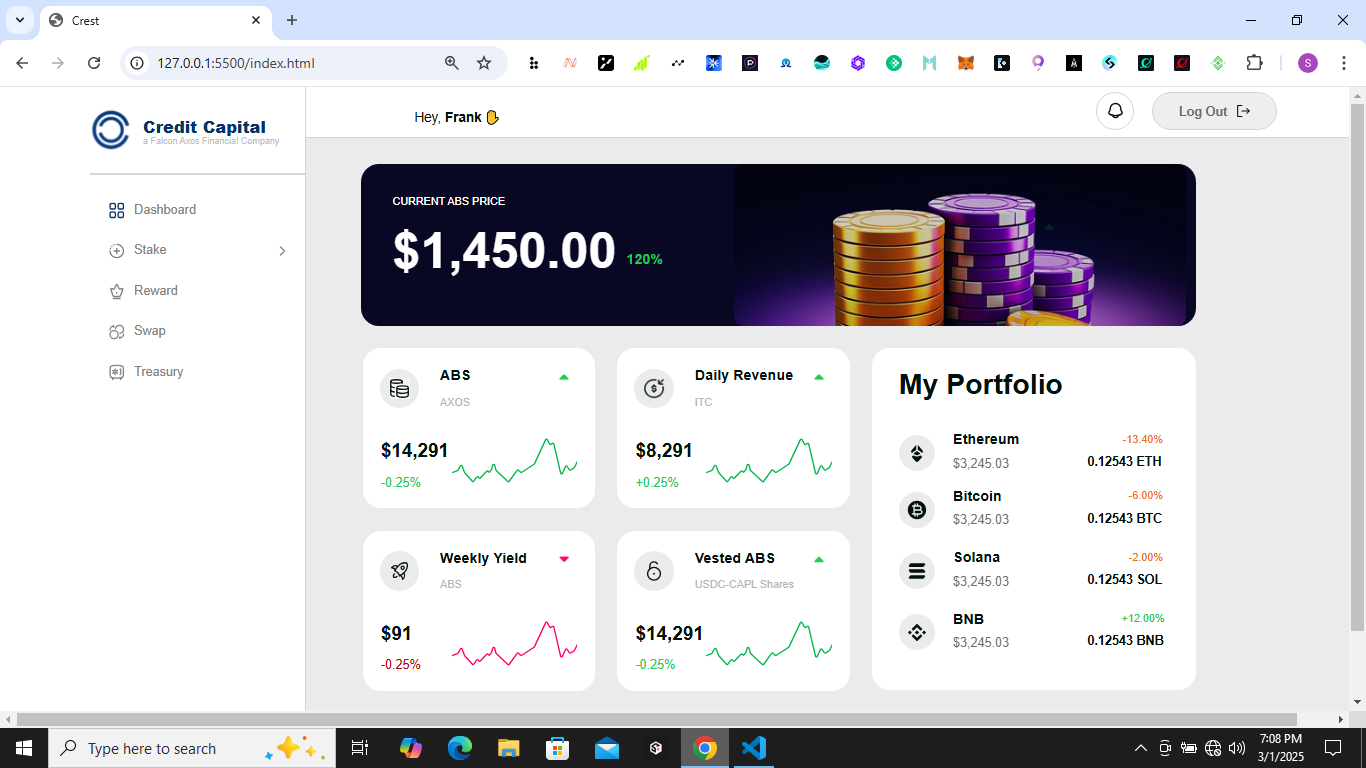 Crest
127.0.0.1:5500/index.html
S
Credit Capital
a Falcon Axos Financial Company
Hey, Frank
Log Out
Dashboard
Stake
Reward
Swap
Treasury
CURRENT ABS PRICE
$1,450.00 120%
ABS
AXOS
$14,291
-0.25%
Daily Revenue
ITC
$8,291
+0.25%
Weekly Yield
ABS
$91
-0.25%
Vested ABS
USDC-CAPL Shares
$14,291
-0.25%
My Portfolio
Ethereum -13.40%
$3,245.03 0.12543 ETH
Bitcoin -6.00%
$3,245.03 0.12543 BTC
Solana -2.00%
$3,245.03 0.12543 SOL
BNB +12.00%
$3,245.03 0.12543 BNB
Type here to search
7:08 PM
3/1/2025